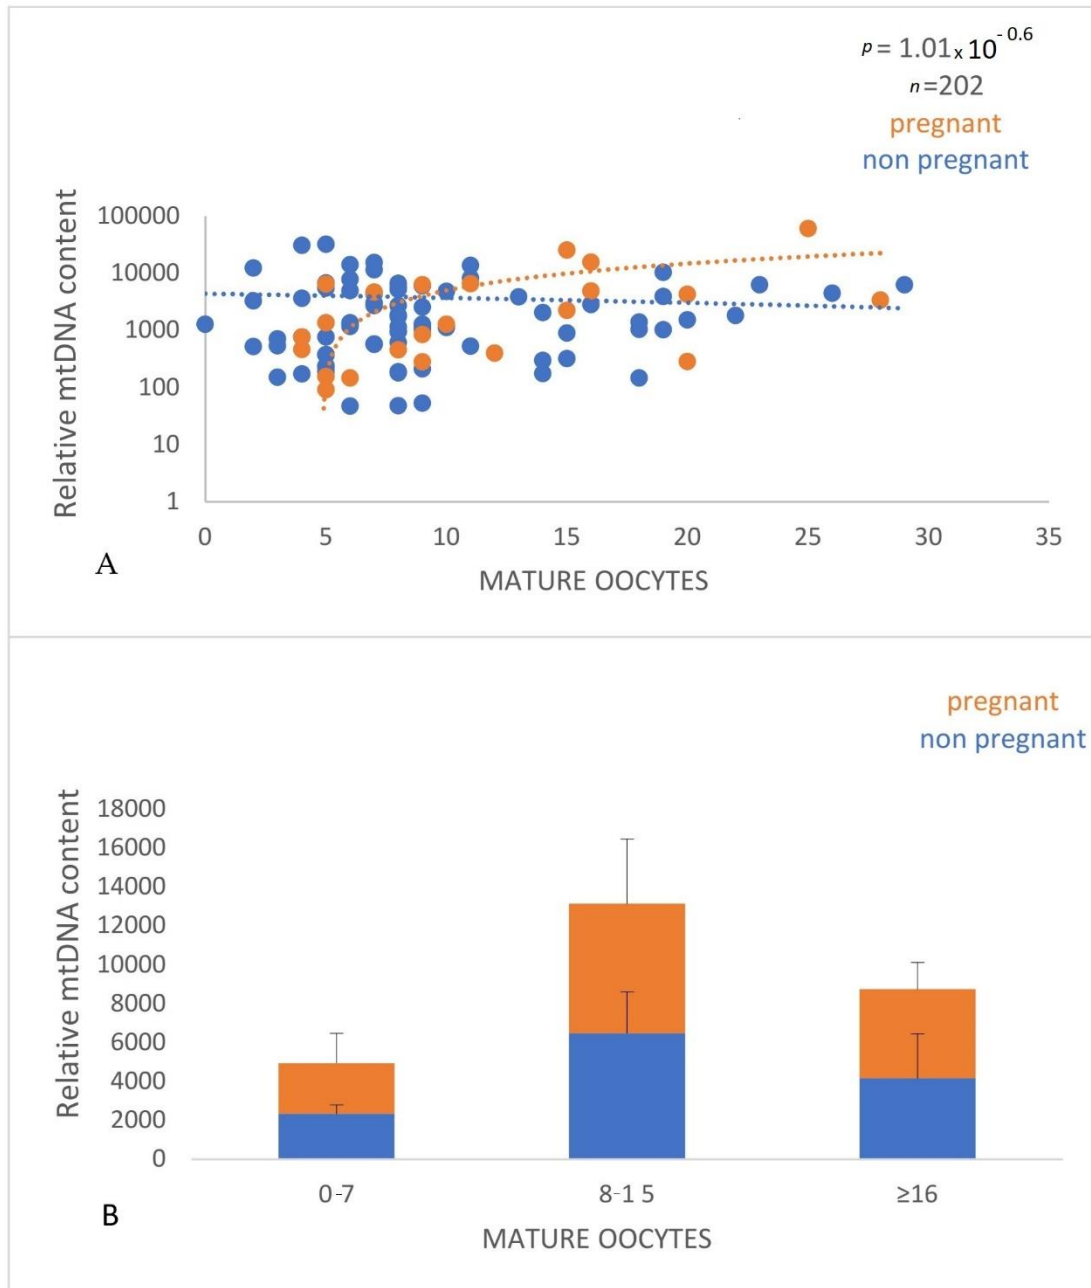 p = 1.01 x 10 - 0.6
n =202
pregnant
non pregnant
Relative mtDNA content
100000
10000
1000
100
10
1
0 5 10 15 20 25 30 35
A
MATURE OOCYTES
pregnant
non pregnant
Relative mtDNA content
18000
16000
14000
12000
10000
8000
6000
4000
2000
0
0-7 8-1 5 ≥16
B
MATURE OOCYTES